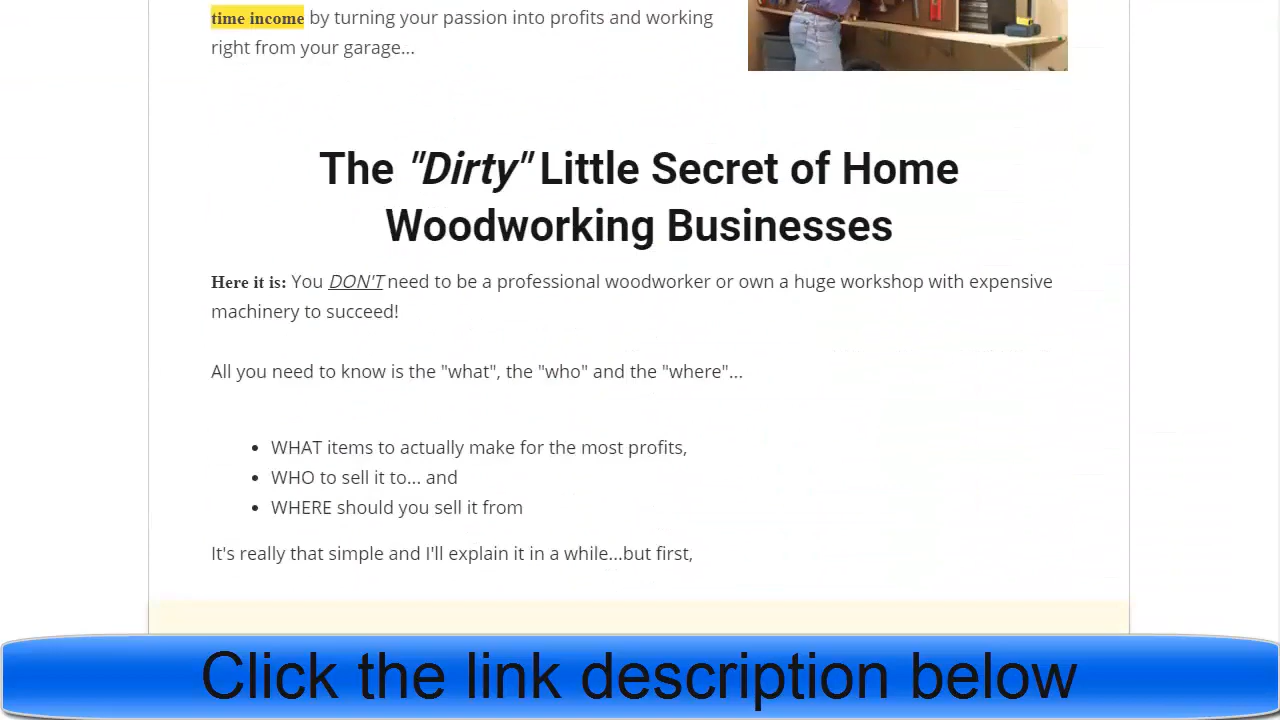 time income by turning your passion into profits and working
right from your garage...
The "Dirty" Little Secret of Home
Woodworking Businesses
Here it is: You DON'T need to be a professional woodworker or own a huge workshop with expensive
machinery to succeed!
All you need to know is the "what", the "who" and the "where"...
• WHAT items to actually make for the most profits,
• WHO to sell it to... and
• WHERE should you sell it from
It's really that simple and I'll explain it in a while...but first,
Click the link description below